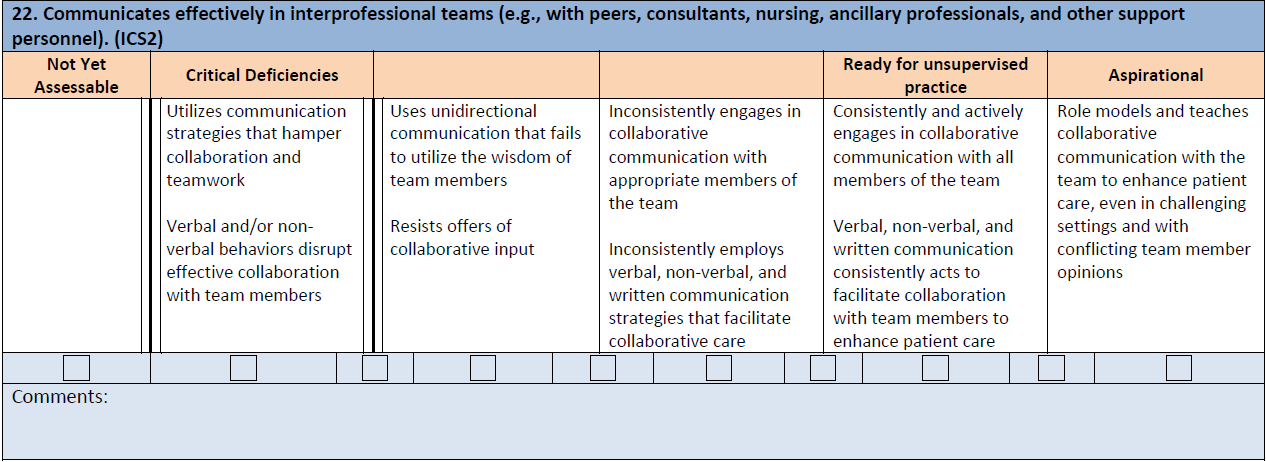 22. Communicates effectively in interprofessional teams (e.g., with peers, consultants, nursing, ancillary professionals, and other support
personnel). (ICS2)
Not Yet
Assessable
Critical Deficiencies
Ready for unsupervised
practice
Aspirational
Utilizes communication
strategies that hamper
collaboration and
teamwork
Verbal and/or non-
verbal behaviors disrupt
effective collaboration
with team members
Uses unidirectional
communication that fails
to utilize the wisdom of
team members
Resists offers of
collaborative input
Inconsistently engages in
collaborative
communication with
appropriate members of
the team
Inconsistently employs
verbal, non-verbal, and
written communication
strategies that facilitate
collaborative care
Consistently and actively
engages in collaborative
communication with all
members of the team
Verbal, non-verbal, and
written communication
consistently acts to
facilitate collaboration
with team members to
enhance patient care
Role models and teaches
collaborative
communication with the
team to enhance patient
care, even in challenging
settings and with
conflicting team member
opinions
Comments: